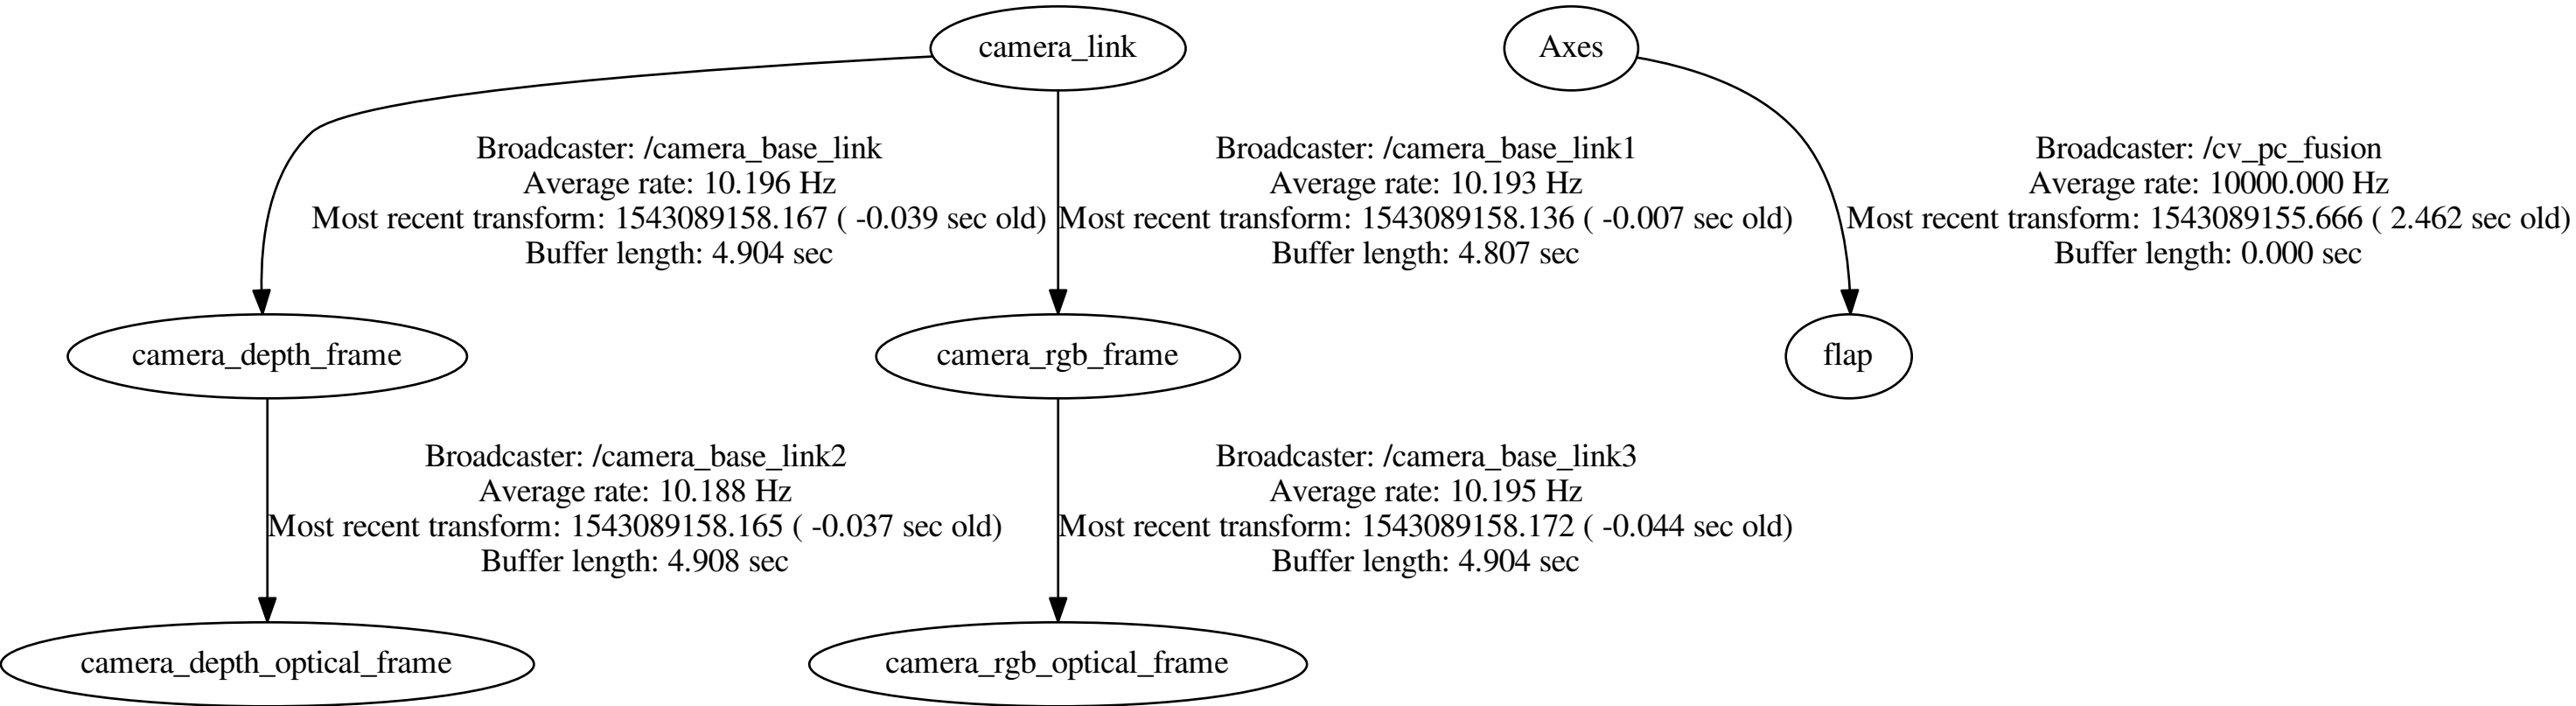 camera_link
Axes
Broadcaster: /camera_base_link
Average rate: 10.196 Hz
Most recent transform: 1543089158.167 ( -0.039 sec old)
Buffer length: 4.904 sec
Broadcaster: /camera_base_link1
Average rate: 10.193 Hz
Most recent transform: 1543089158.136 ( -0.007 sec old)
Buffer length: 4.807 sec
Broadcaster: /cv_pc_fusion
Average rate: 10000.000 Hz
Most recent transform: 1543089155.666 ( 2.462 sec old)
Buffer length: 0.000 sec
camera_depth_frame
camera_rgb_frame
flap
Broadcaster: /camera_base_link2
Average rate: 10.188 Hz
Most recent transform: 1543089158.165 ( -0.037 sec old)
Buffer length: 4.908 sec
Broadcaster: /camera_base_link3
Average rate: 10.195 Hz
Most recent transform: 1543089158.172 ( -0.044 sec old)
Buffer length: 4.904 sec
camera_depth_optical_frame
camera_rgb_optical_frame